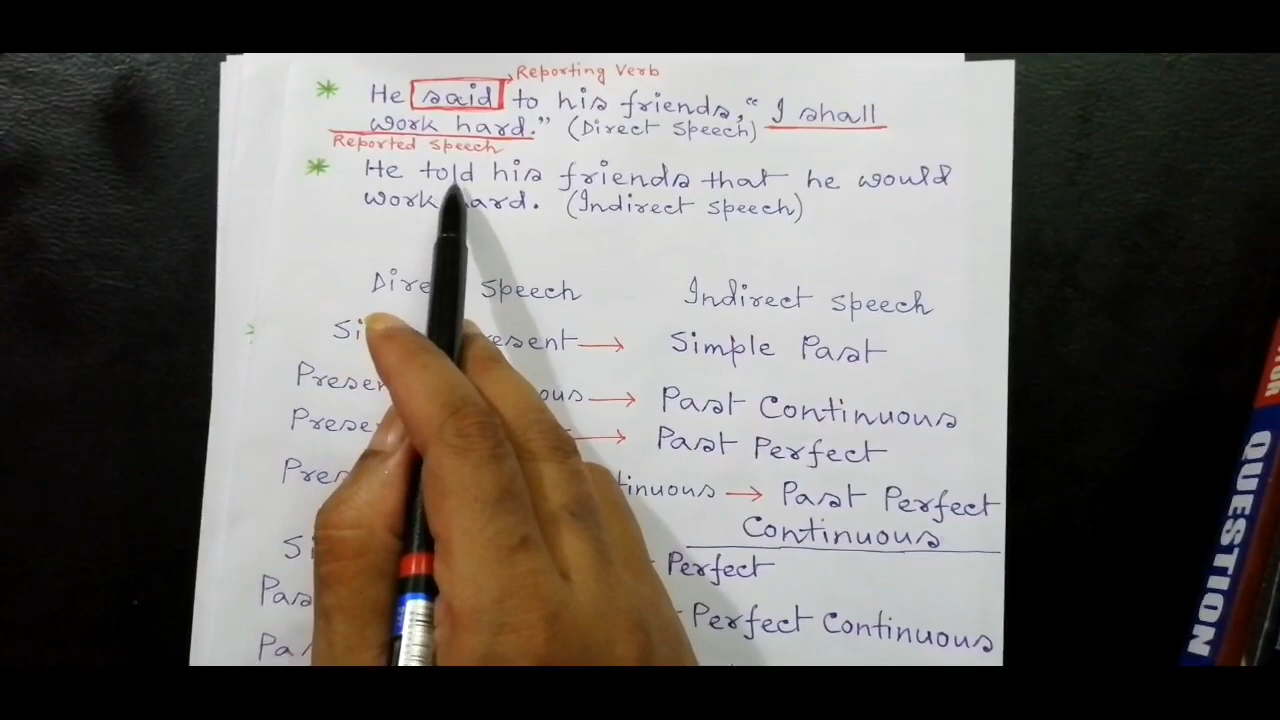 Reporting Verb
* He said to his friends, "I shall
work hard." (Direct Speech)
Reported Speech
* He told his friends that he would
work hard. (Indirect Speech)
Speech Indirect Speech
→ Simple Past
→ Past Continuous
→ Past Perfect
→ Past Perfect
Continuous
Perfect
Perfect Continuous
QUESTION